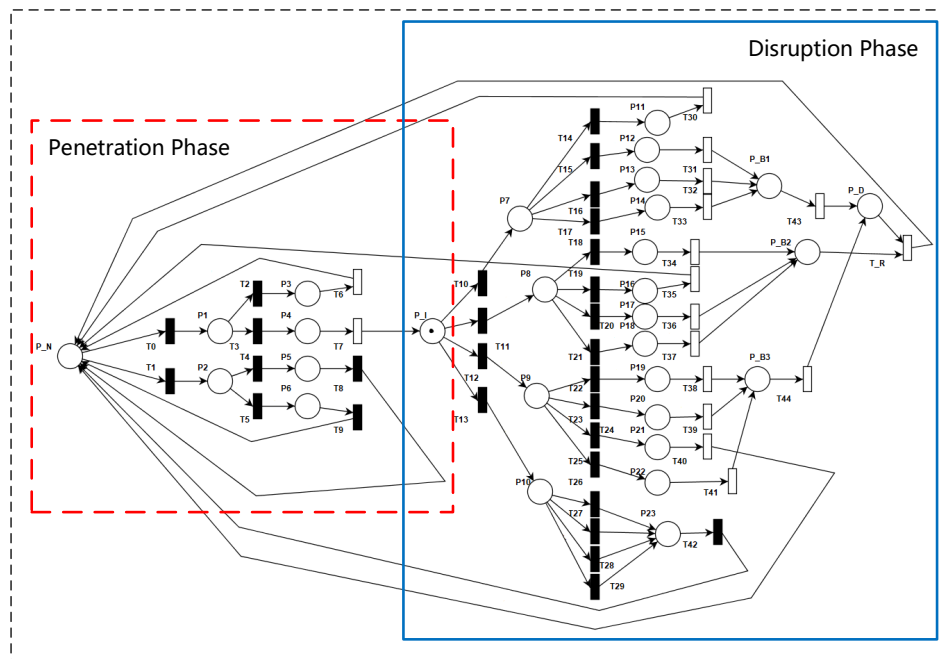 Disruption Phase
Penetration Phase
P11
T30
T14
P12
P_B1
T15
P13
T31
T32
P7
T16
P14
T33
P_D
T17
T43
T18
P15
P_B2
T34
T_R
T10
P8
T19
P16
T35
T2
P3
T6
P17
P_I
T20
P18
T36
P1
P4
P_N
T0
T3
T7
T11
T21
T37
P_B3
T1
P2
T4
P5
T8
T12
P9
T22
P19
T38
T44
P6
T5
T9
T13
T23
P20
T24
P21
T39
T25
T40
P10
T26
P22
T41
T27
P23
T42
T28
T29